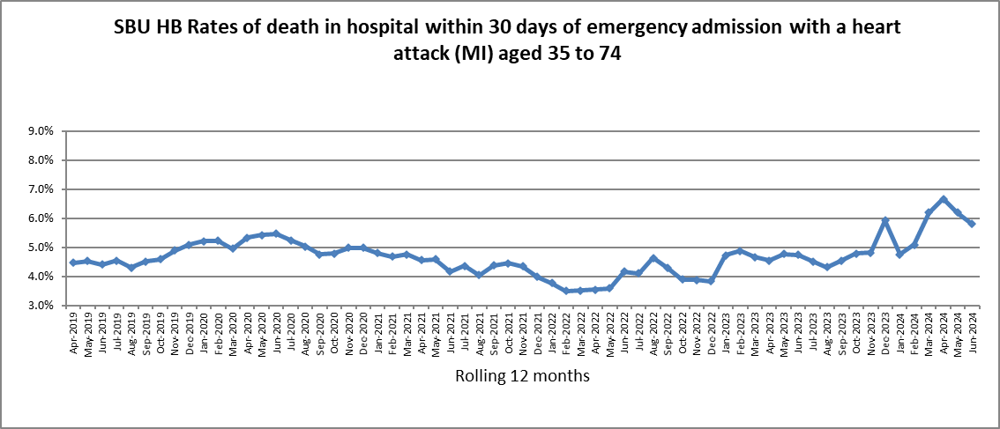 SBU HB Rates of death in hospital within 30 days of emergency admission with a heart
attack (MI) aged 35 to 74
9.0%
8.0%
7.0%
6.0%
5.0%
4.0%
3.0%
Apr-2019
May-2019
Jun-2019
Jul-2019
Aug-2019
Sep-2019
Oct-2019
Nov-2019
Dec-2019
Jan-2020
Feb-2020
Mar-2020
Apr-2020
May-2020
Jun-2020
Jul-2020
Aug-2020
Sep-2020
Oct-2020
Nov-2020
Dec-2020
Jan-2021
Feb-2021
Mar-2021
Apr-2021
May-2021
Jun-2021
Jul-2021
Aug-2021
Sep-2021
Oct-2021
Nov-2021
Dec-2021
Jan-2022
Feb-2022
Mar-2022
Apr-2022
May-2022
Jun-2022
Jul-2022
Aug-2022
Sep-2022
Oct-2022
Nov-2022
Dec-2022
Jan-2023
Feb-2023
Mar-2023
Apr-2023
May-2023
Jun-2023
Jul-2023
Aug-2023
Sep-2023
Oct-2023
Nov-2023
Dec-2023
Jan-2024
Feb-2024
Mar-2024
Apr-2024
May-2024
Jun-2024
Rolling 12 months